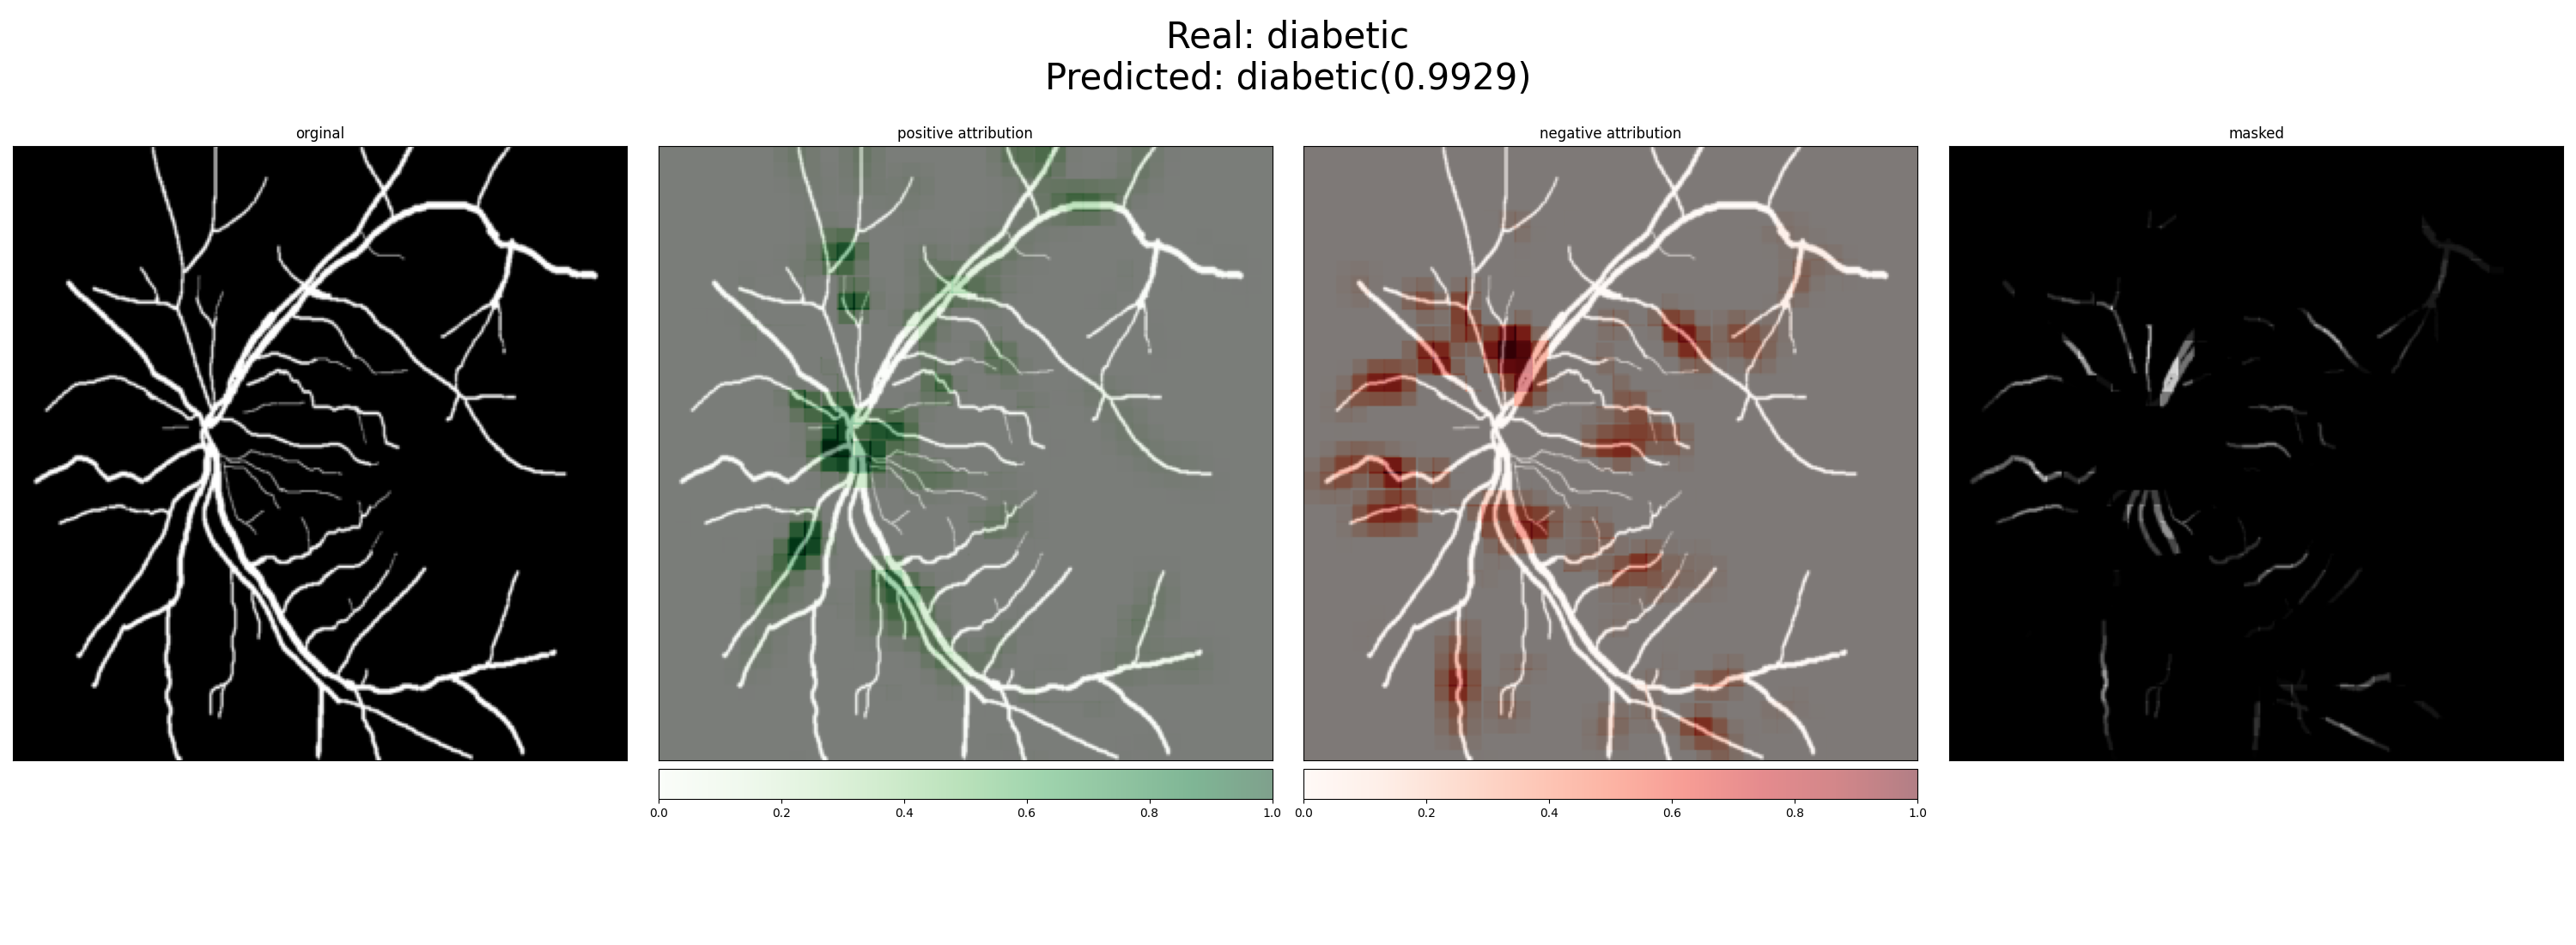 Real: diabetic
Predicted: diabetic(0.9929)
orginal
positive attribution
negative attribution
masked
0.0 0.2 0.4 0.6 0.8 1.0
0.0 0.2 0.4 0.6 0.8 1.0